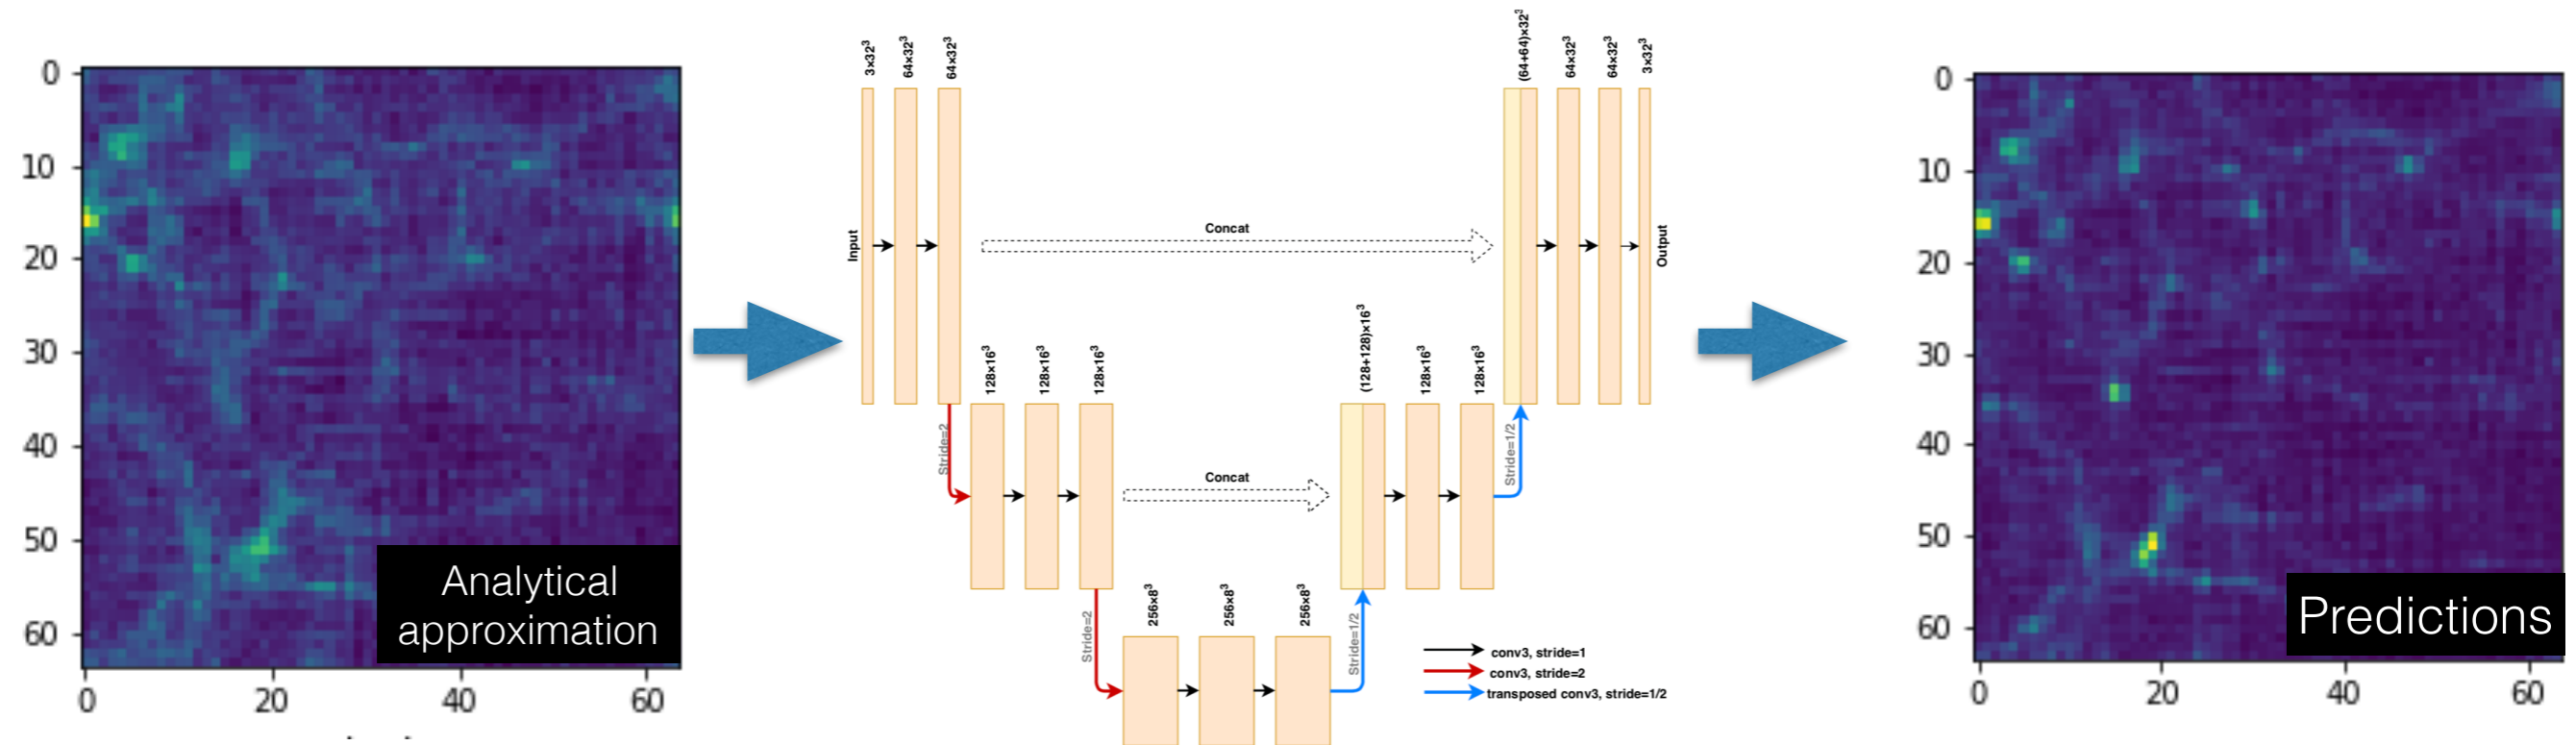 0
10
20
30
40
50
60
0
20
40
60
Analytical
approximation
3×32³
64×32³
64×32³
(64+64)×32³
64×32³
64×32³
3×32³
Input
Concat
Output
Stride=2
128×16³
128×16³
128×16³
Concat
(128+128)×16³
128×16³
128×16³
Stride=1/2
Stride=2
256×8³
256×8³
256×8³
Stride=1/2
conv3, stride=1
conv3, stride=2
transposed conv3, stride=1/2
0
10
20
30
40
50
60
0
20
40
60
Predictions